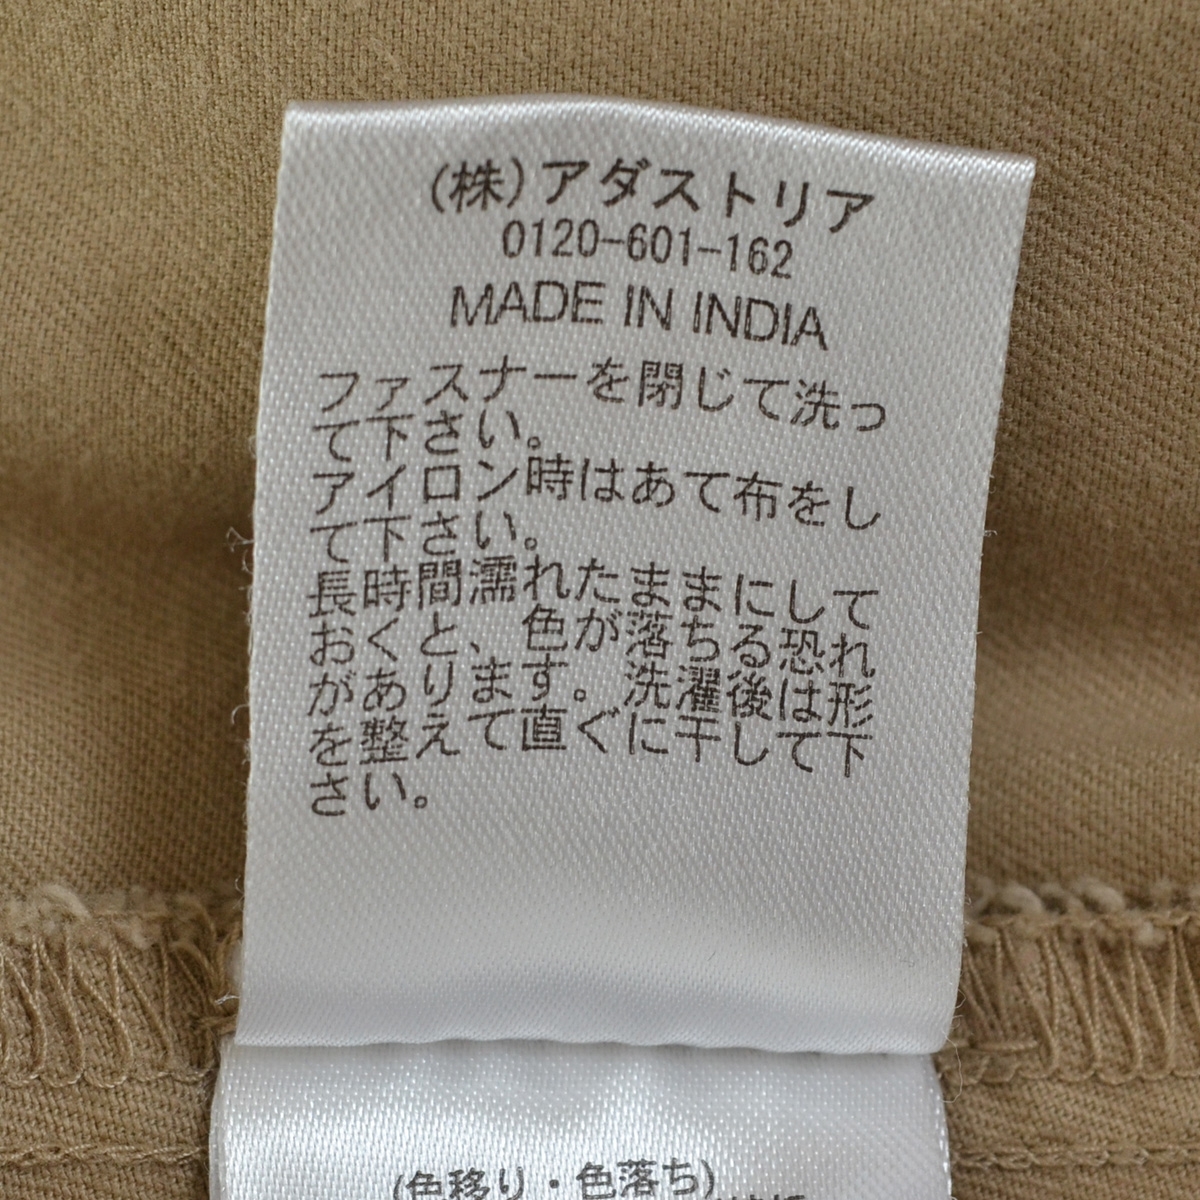 (株)アダストリア
0120-601-162
MADE IN INDIA
ファスナーを閉じて洗っ
て下さい。
アイロン時はあて布をし
て下さい。
長時間濡れたままにして
おくと、色が落ちる恐れ
があります。洗濯後は形
を整えて直ぐに干して下
さい。
(色移り・色落ち)